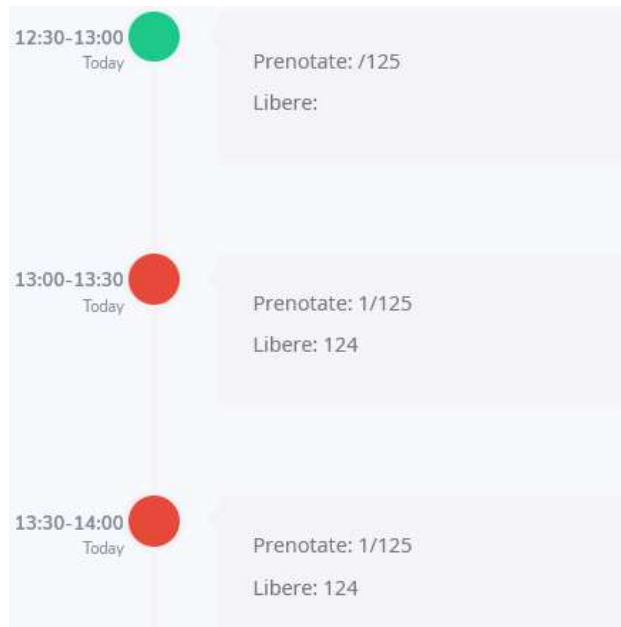 12:30-13:00
Today
Prenotate: /125
Libere:
13:00-13:30
Today
Prenotate: 1/125
Libere: 124
13:30-14:00
Today
Prenotate: 1/125
Libere: 124